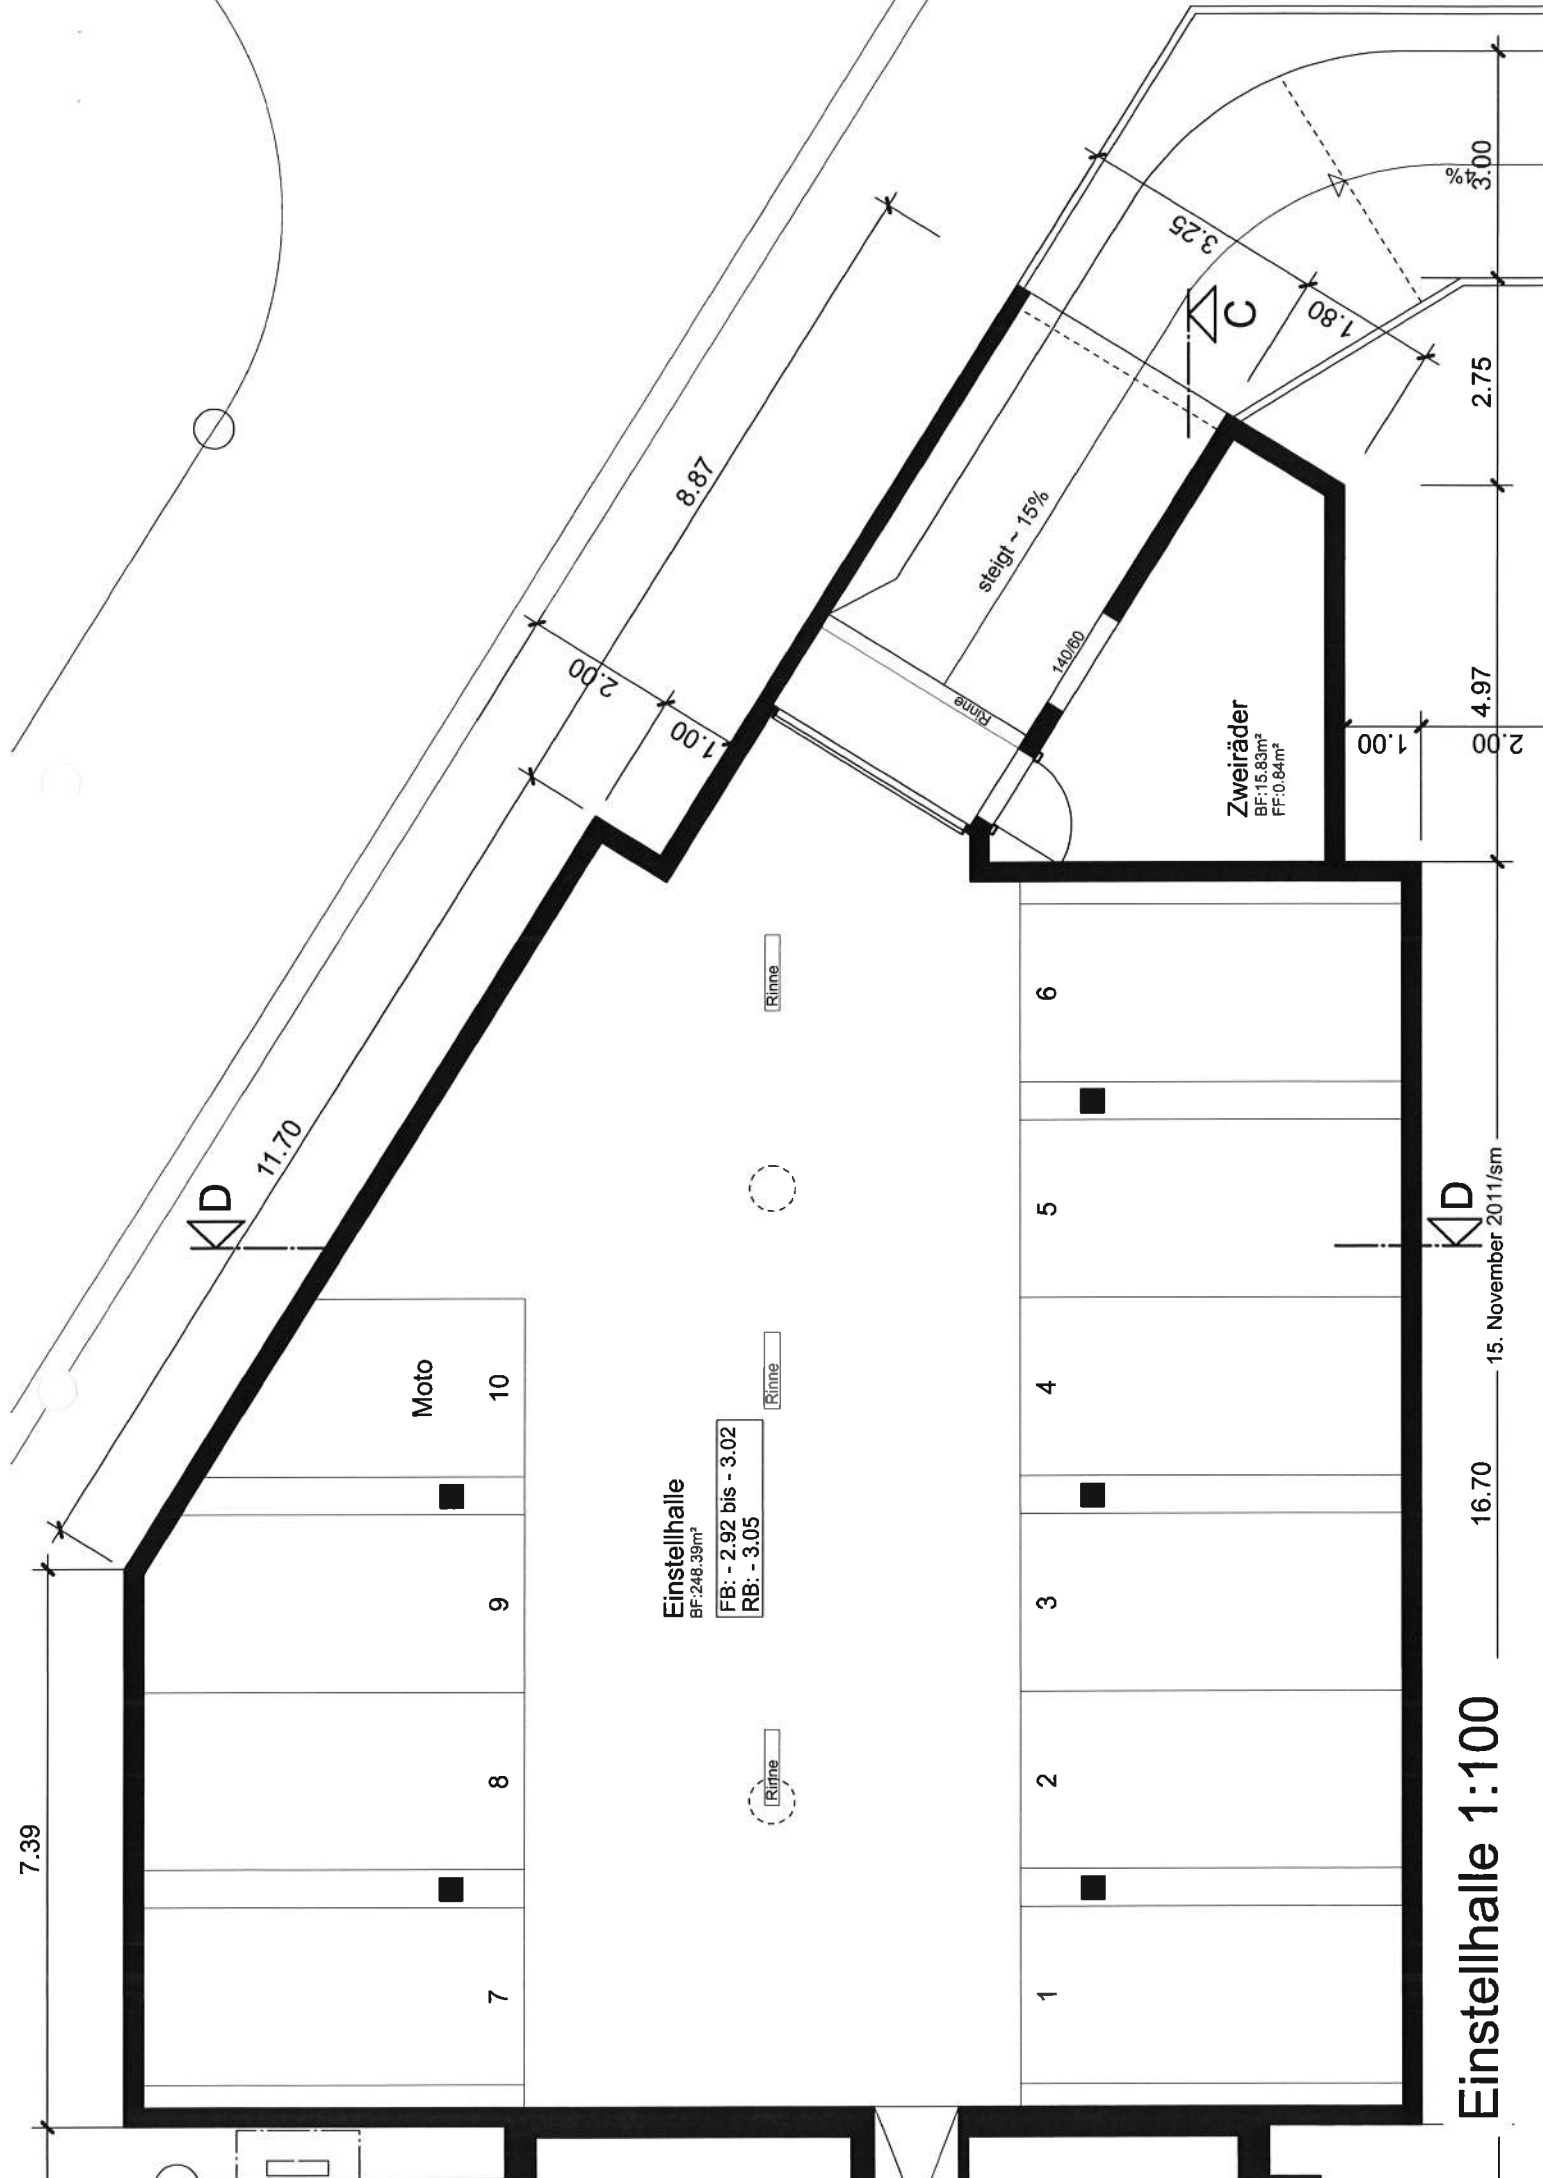 Einstellhalle 1:100
15. November 2011/sm
16.70
4.97
2.75
3.00
4%
7.39
11.70
8.87
2.00
1.00
3.25
1.80
1.00
2.00
D
D
C
steigt ~ 15%
140/60
Rinne
Zweiräder
BF:15.83m²
FF:0.84m²
Einstellhalle
BF:248.39m²
FB: - 2.92 bis - 3.02
RB: - 3.05
Rinne
Rinne
Rinne
Moto
7
8
9
10
1
2
3
4
5
6